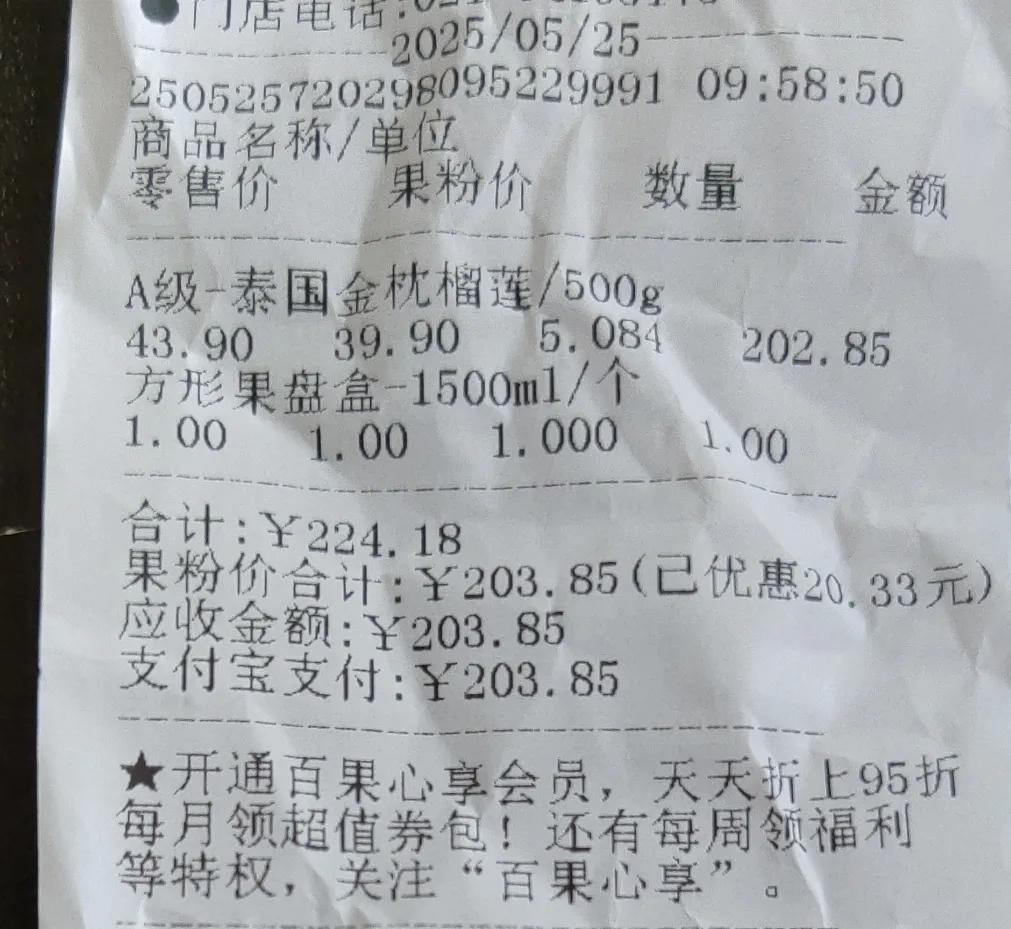 门店电话:
2025/05/25
250525720298095229991 09:58:50
商品名称/单位
零售价 果粉价 数量 金额
A级-泰国金枕榴莲/500g
43.90 39.90 5.084 202.85
方形果盘盒-1500ml/个
1.00 1.00 1.000 1.00
合计:¥224.18
果粉价合计:¥203.85(已优惠20.33元)
应收金额:¥203.85
支付宝支付:¥203.85
★开通百果心享会员，天天折上95折
每月领超值券包！还有每周领福利
等特权，关注“百果心享”。